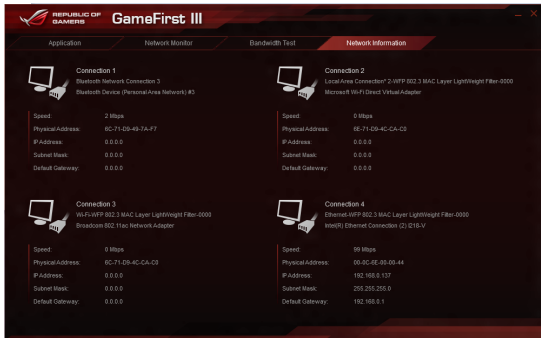 REPUBLIC OF
GAMERS
GameFirst III
Application
Network Monitor
Bandwidth Test
Network Information
Connection 1
Bluetooth Network Connection 3
Bluetooth Device (Personal Area Network) #3
Speed: 2 Mbps
Physical Address: 6C-71-D9-49-7A-F7
IP Address: 0.0.0.0
Subnet Mask: 0.0.0.0
Default Gateway: 0.0.0.0
Connection 2
Local Area Connection* 2-WFP 802.3 MAC Layer LightWeight Filter-0000
Microsoft Wi-Fi Direct Virtual Adapter
Speed: 0 Mbps
Physical Address: 6E-71-D9-4C-CA-C0
IP Address: 0.0.0.0
Subnet Mask: 0.0.0.0
Default Gateway: 0.0.0.0
Connection 3
Wi-Fi-WFP 802.3 MAC Layer LightWeight Filter-0000
Broadcom 802.11ac Network Adapter
Speed: 0 Mbps
Physical Address: 6C-71-D9-4C-CA-C0
IP Address: 0.0.0.0
Subnet Mask: 0.0.0.0
Default Gateway: 0.0.0.0
Connection 4
Ethernet-WFP 802.3 MAC Layer LightWeight Filter-0000
Intel(R) Ethernet Connection (2) I218-V
Speed: 99 Mbps
Physical Address: 00-0C-6E-00-00-44
IP Address: 192.168.0.137
Subnet Mask: 255.255.255.0
Default Gateway: 192.168.0.1